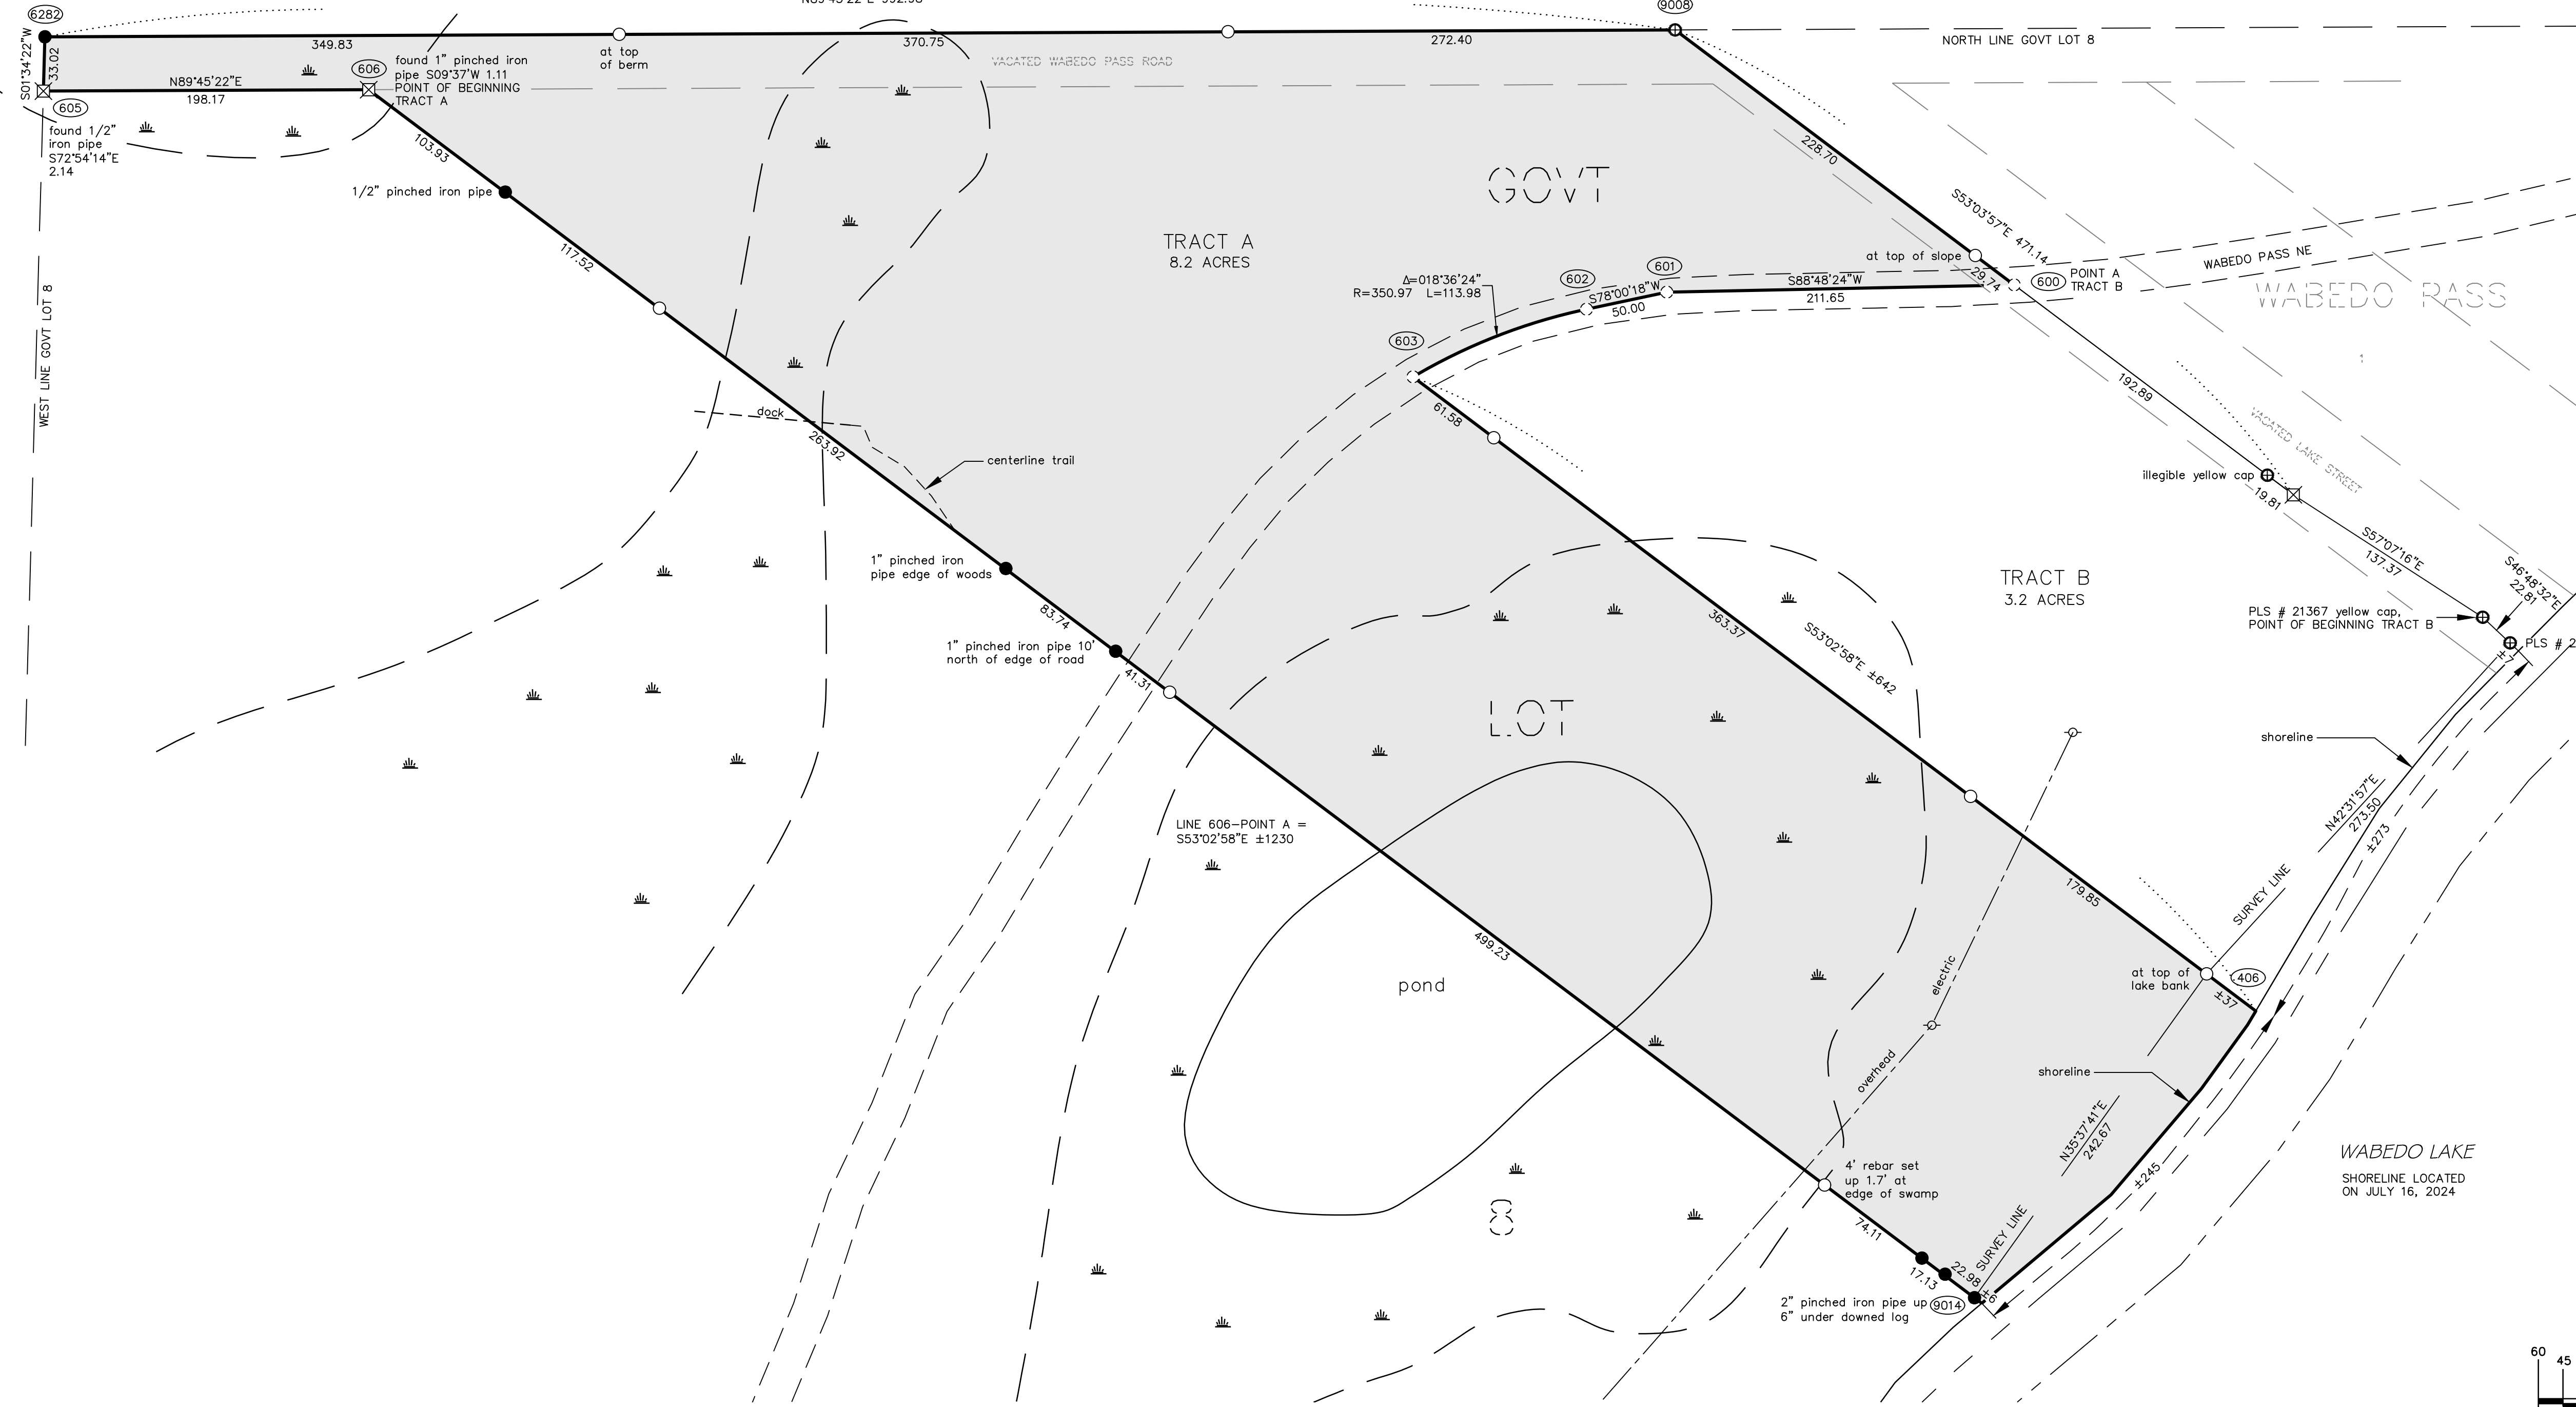 6282
9008
349.83
370.75
272.40
NORTH LINE GOVT LOT 8
S01°34'22"W
33.02
at top
of berm
VACATED WABEDO PASS ROAD
606
found 1" pinched iron
pipe S09°37'W 1.11
POINT OF BEGINNING
TRACT A
N89°45'22"E
198.17
605
found 1/2"
iron pipe
S72°54'14"E
2.14
103.93
228.70
1/2" pinched iron pipe
GOVT
S53°03'57"E 471.14
117.52
TRACT A
8.2 ACRES
at top of slope
29.74
600
POINT A
TRACT B
WABEDO PASS NE
WABEDO PASS
Δ=018°36'24"
R=350.97 L=113.98
602
601
S78°00'18"W
50.00
S88°48'24"W
211.65
603
WEST LINE GOVT LOT 8
61.58
192.89
dock
263.92
centerline trail
VACATED LAKE STREET
illegible yellow cap
19.81
S57°07'16"E
137.37
S46°48'32"E
22.81
1" pinched iron
pipe edge of woods
83.74
TRACT B
3.2 ACRES
PLS # 21367 yellow cap,
POINT OF BEGINNING TRACT B
363.37
S53°02'58"E ±642
PLS # 2
±7
1" pinched iron pipe 10'
north of edge of road
41.31
LOT
shoreline
N42°31'57"E
273.50
±273
LINE 606-POINT A =
S53°02'58"E ±1230
179.85
SURVEY LINE
499.23
pond
electric
at top of
lake bank
406
±37
overhead
shoreline
N35°37'41"E
242.67
WABEDO LAKE
SHORELINE LOCATED
ON JULY 16, 2024
±245
4' rebar set
up 1.7' at
edge of swamp
8
74.11
SURVEY LINE
17.13
22.98
±6
2" pinched iron pipe up
6" under downed log
9014
60
45